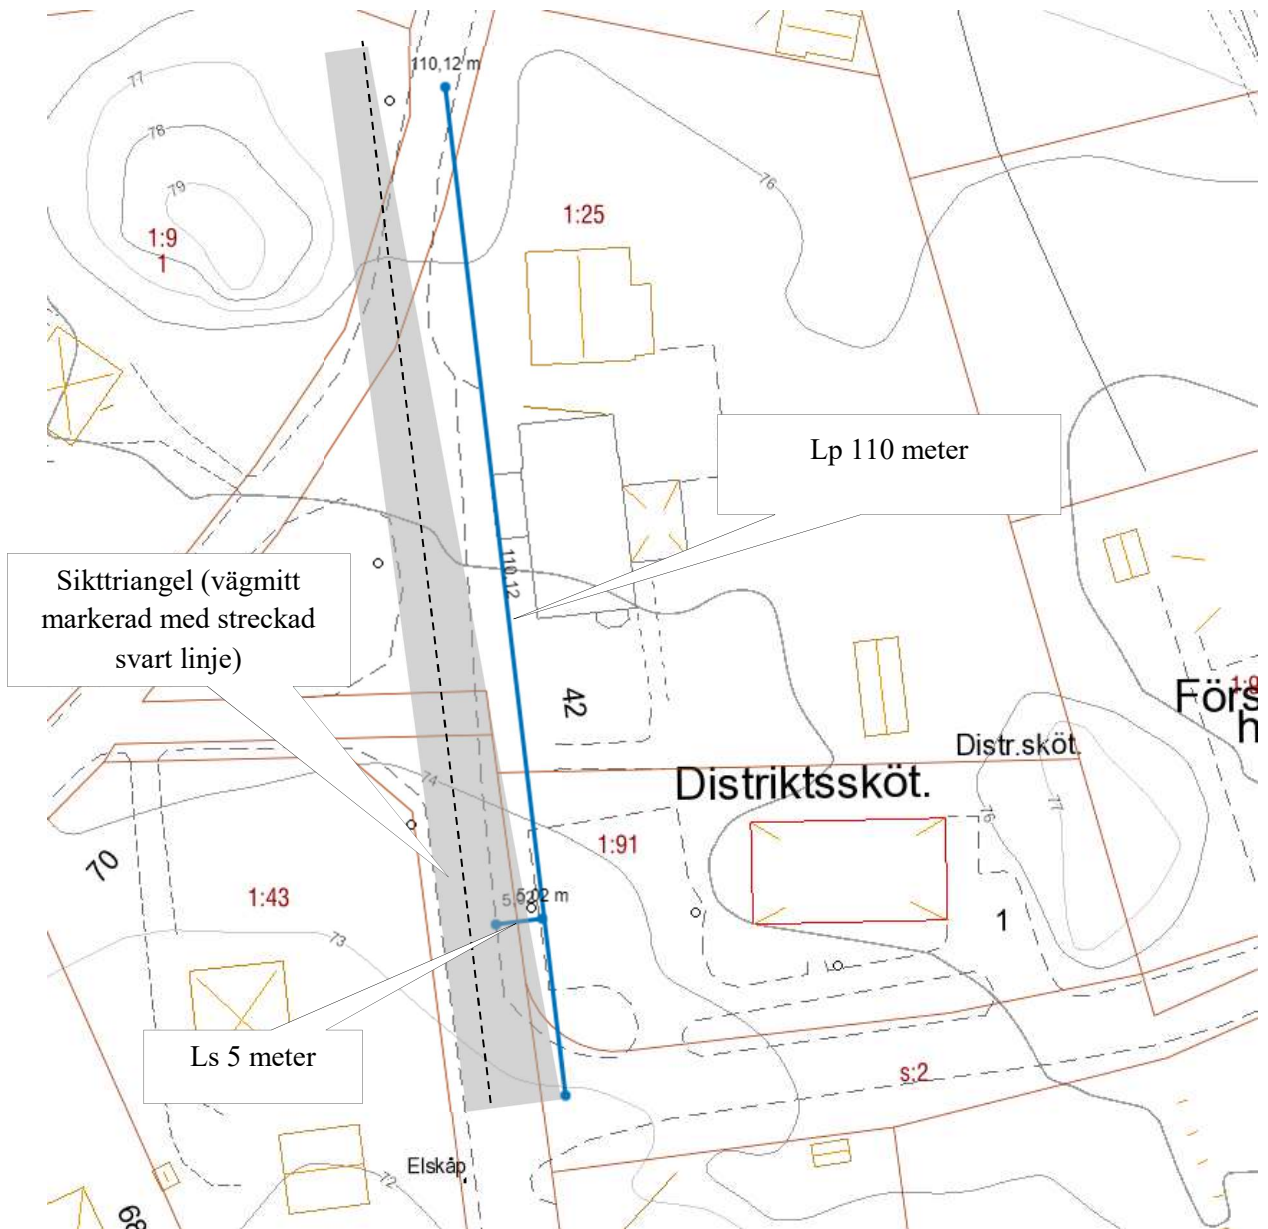 110,12 m
77
78
79
1:9
1
76
1:25
Lp 110 meter
110,12
Sikttriangel (vägmitt
markerad med streckad
svart linje)
42
Förs
1:9
h
Distr.sköt.
Distriktssköt.
74
76
77
70
1:91
1:43
5,02 m
1
73
Ls 5 meter
s:2
Elskåp
72
68